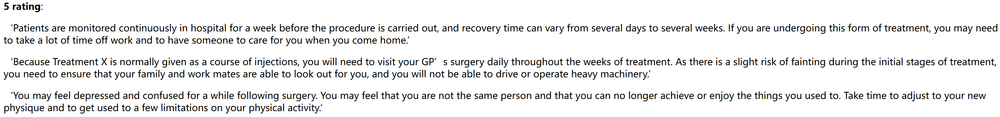 5 rating:
‘Patients are monitored continuously in hospital for a week before the procedure is carried out, and recovery time can vary from several days to several weeks. If you are undergoing this form of treatment, you may need
to take a lot of time off work and to have someone to care for you when you come home.’
‘Because Treatment X is normally given as a course of injections, you will need to visit your GP’s surgery daily throughout the weeks of treatment. As there is a slight risk of fainting during the initial stages of treatment,
you need to ensure that your family and work mates are able to look out for you, and you will not be able to drive or operate heavy machinery.’
‘You may feel depressed and confused for a while following surgery. You may feel that you are not the same person and that you can no longer achieve or enjoy the things you used to. Take time to adjust to your new
physique and to get used to a few limitations on your physical activity.’